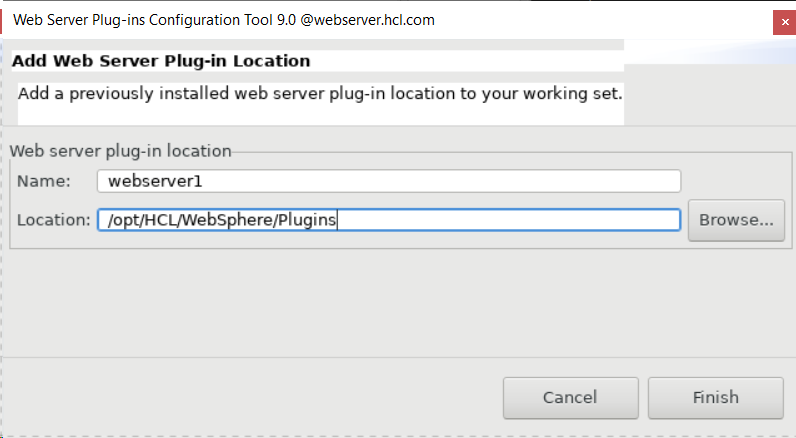 Web Server Plug-ins Configuration Tool 9.0 @webserver.hcl.com
Add Web Server Plug-in Location
Add a previously installed web server plug-in location to your working set.
Web server plug-in location
Name: webserver1
Location: /opt/HCL/WebSphere/Plugins Browse...
Cancel Finish